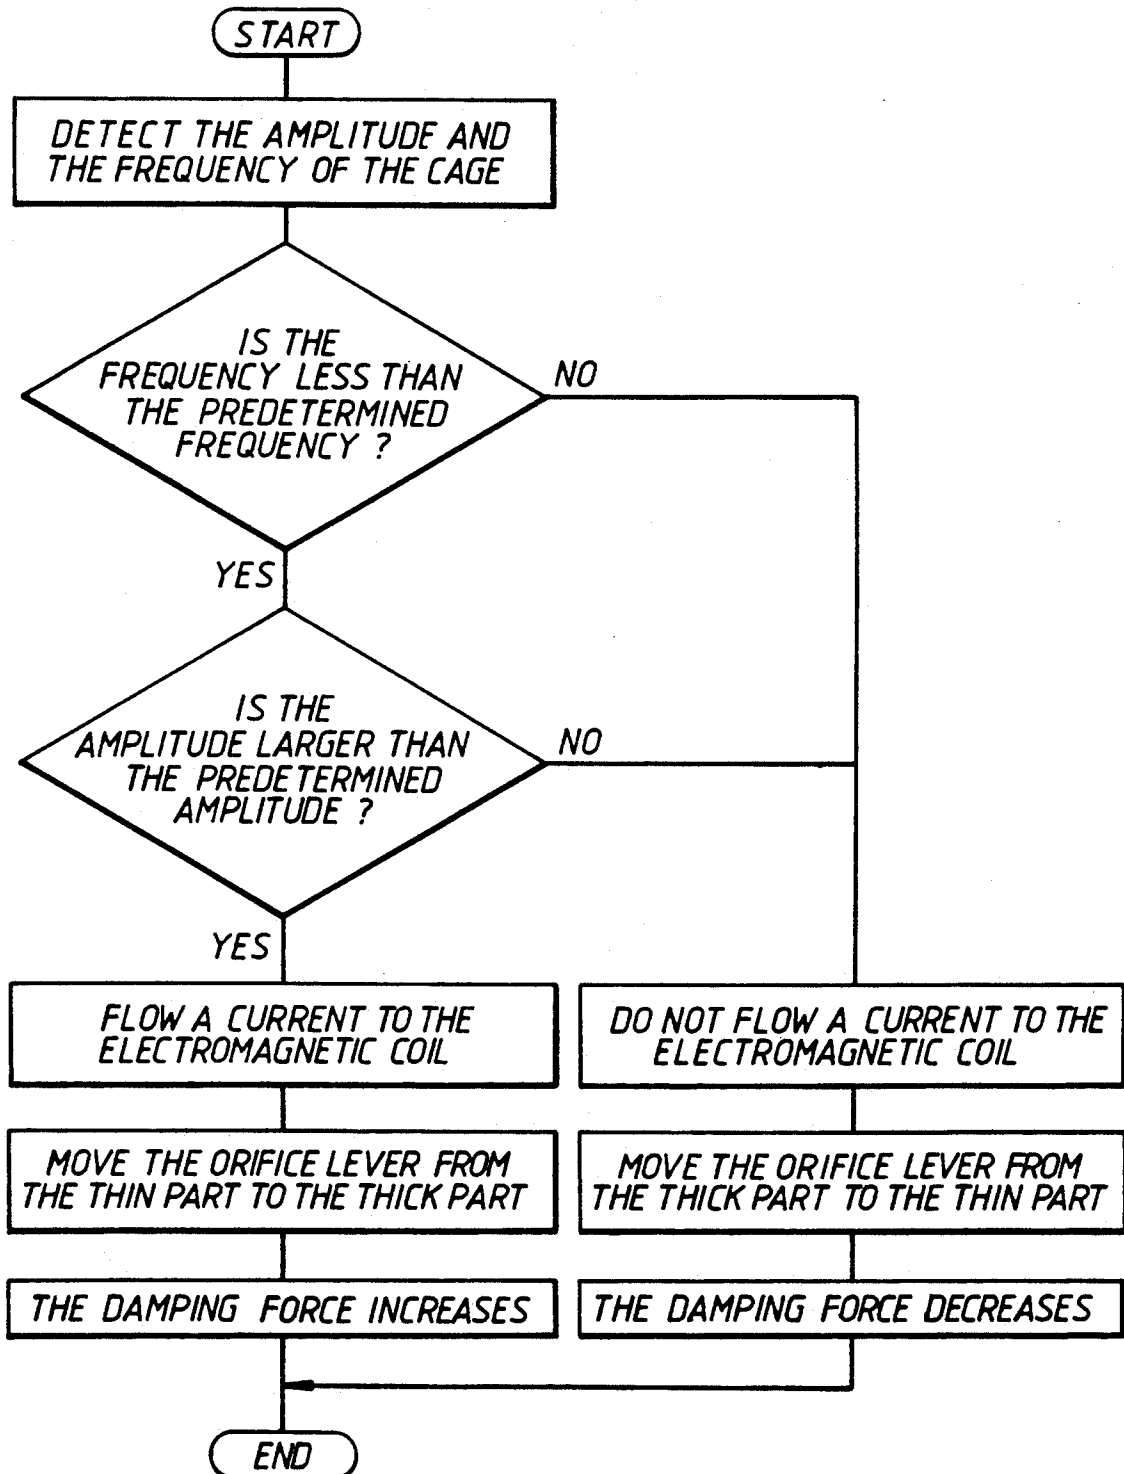 START
DETECT THE AMPLITUDE AND
THE FREQUENCY OF THE CAGE
IS THE
FREQUENCY LESS THAN
THE PREDETERMINED
FREQUENCY ?
NO
YES
IS THE
AMPLITUDE LARGER THAN
THE PREDETERMINED
AMPLITUDE ?
NO
YES
FLOW A CURRENT TO THE
ELECTROMAGNETIC COIL
DO NOT FLOW A CURRENT TO THE
ELECTROMAGNETIC COIL
MOVE THE ORIFICE LEVER FROM
THE THIN PART TO THE THICK PART
MOVE THE ORIFICE LEVER FROM
THE THICK PART TO THE THIN PART
THE DAMPING FORCE INCREASES
THE DAMPING FORCE DECREASES
END